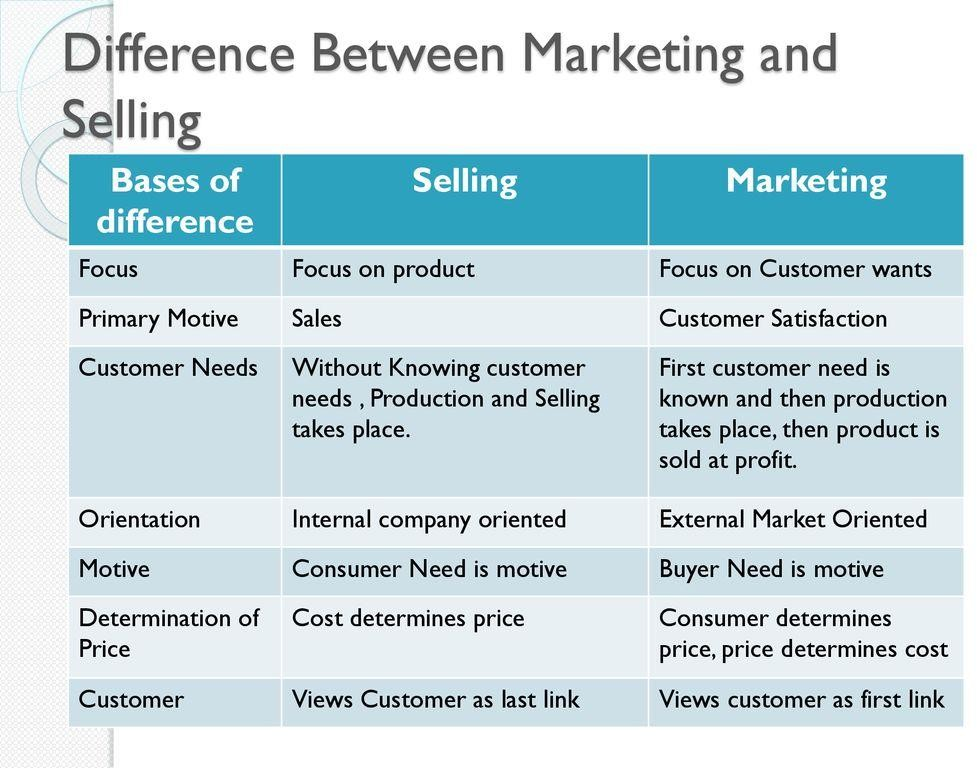 Difference Between Marketing and
Selling
Bases of
difference
Selling
Marketing
Focus
Focus on product
Focus on Customer wants
Primary Motive
Sales
Customer Satisfaction
Customer Needs
Without Knowing customer
needs , Production and Selling
takes place.
First customer need is
known and then production
takes place, then product is
sold at profit.
Orientation
Internal company oriented
External Market Oriented
Motive
Consumer Need is motive
Buyer Need is motive
Determination of
Price
Cost determines price
Consumer determines
price, price determines cost
Customer
Views Customer as last link
Views customer as first link